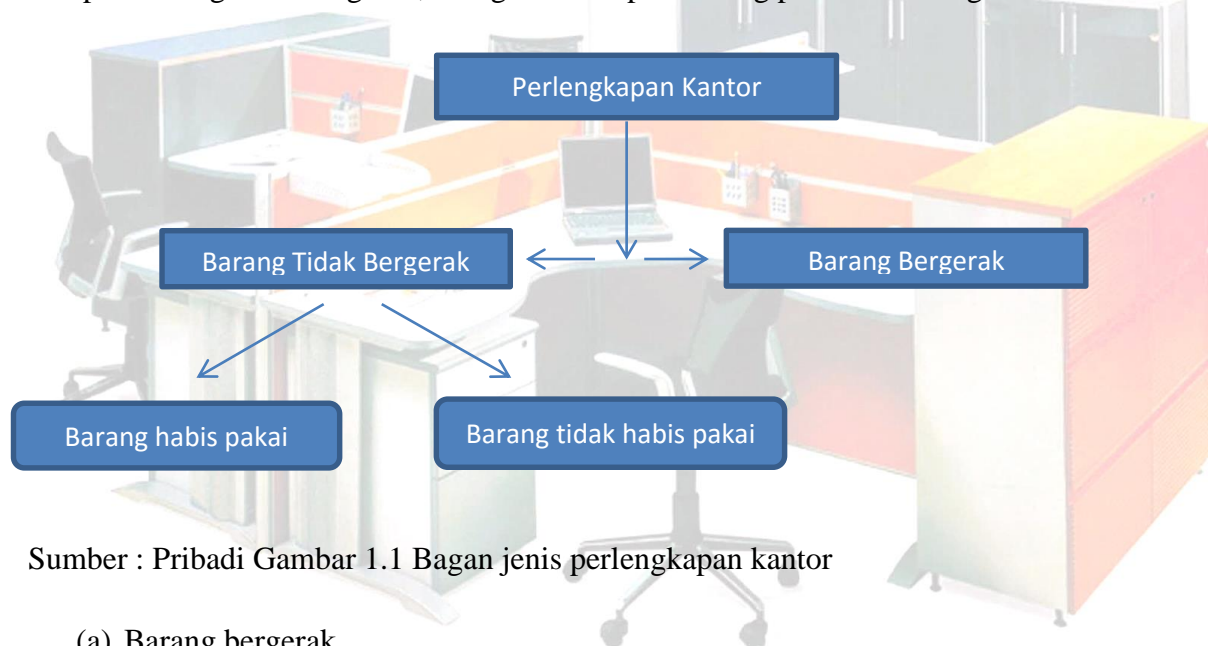 Perlengkapan Kantor
Barang Tidak Bergerak
Barang Bergerak
Barang habis pakai
Barang tidak habis pakai
Sumber : Pribadi Gambar 1.1 Bagan jenis perlengkapan kantor
(a) Barang bergerak